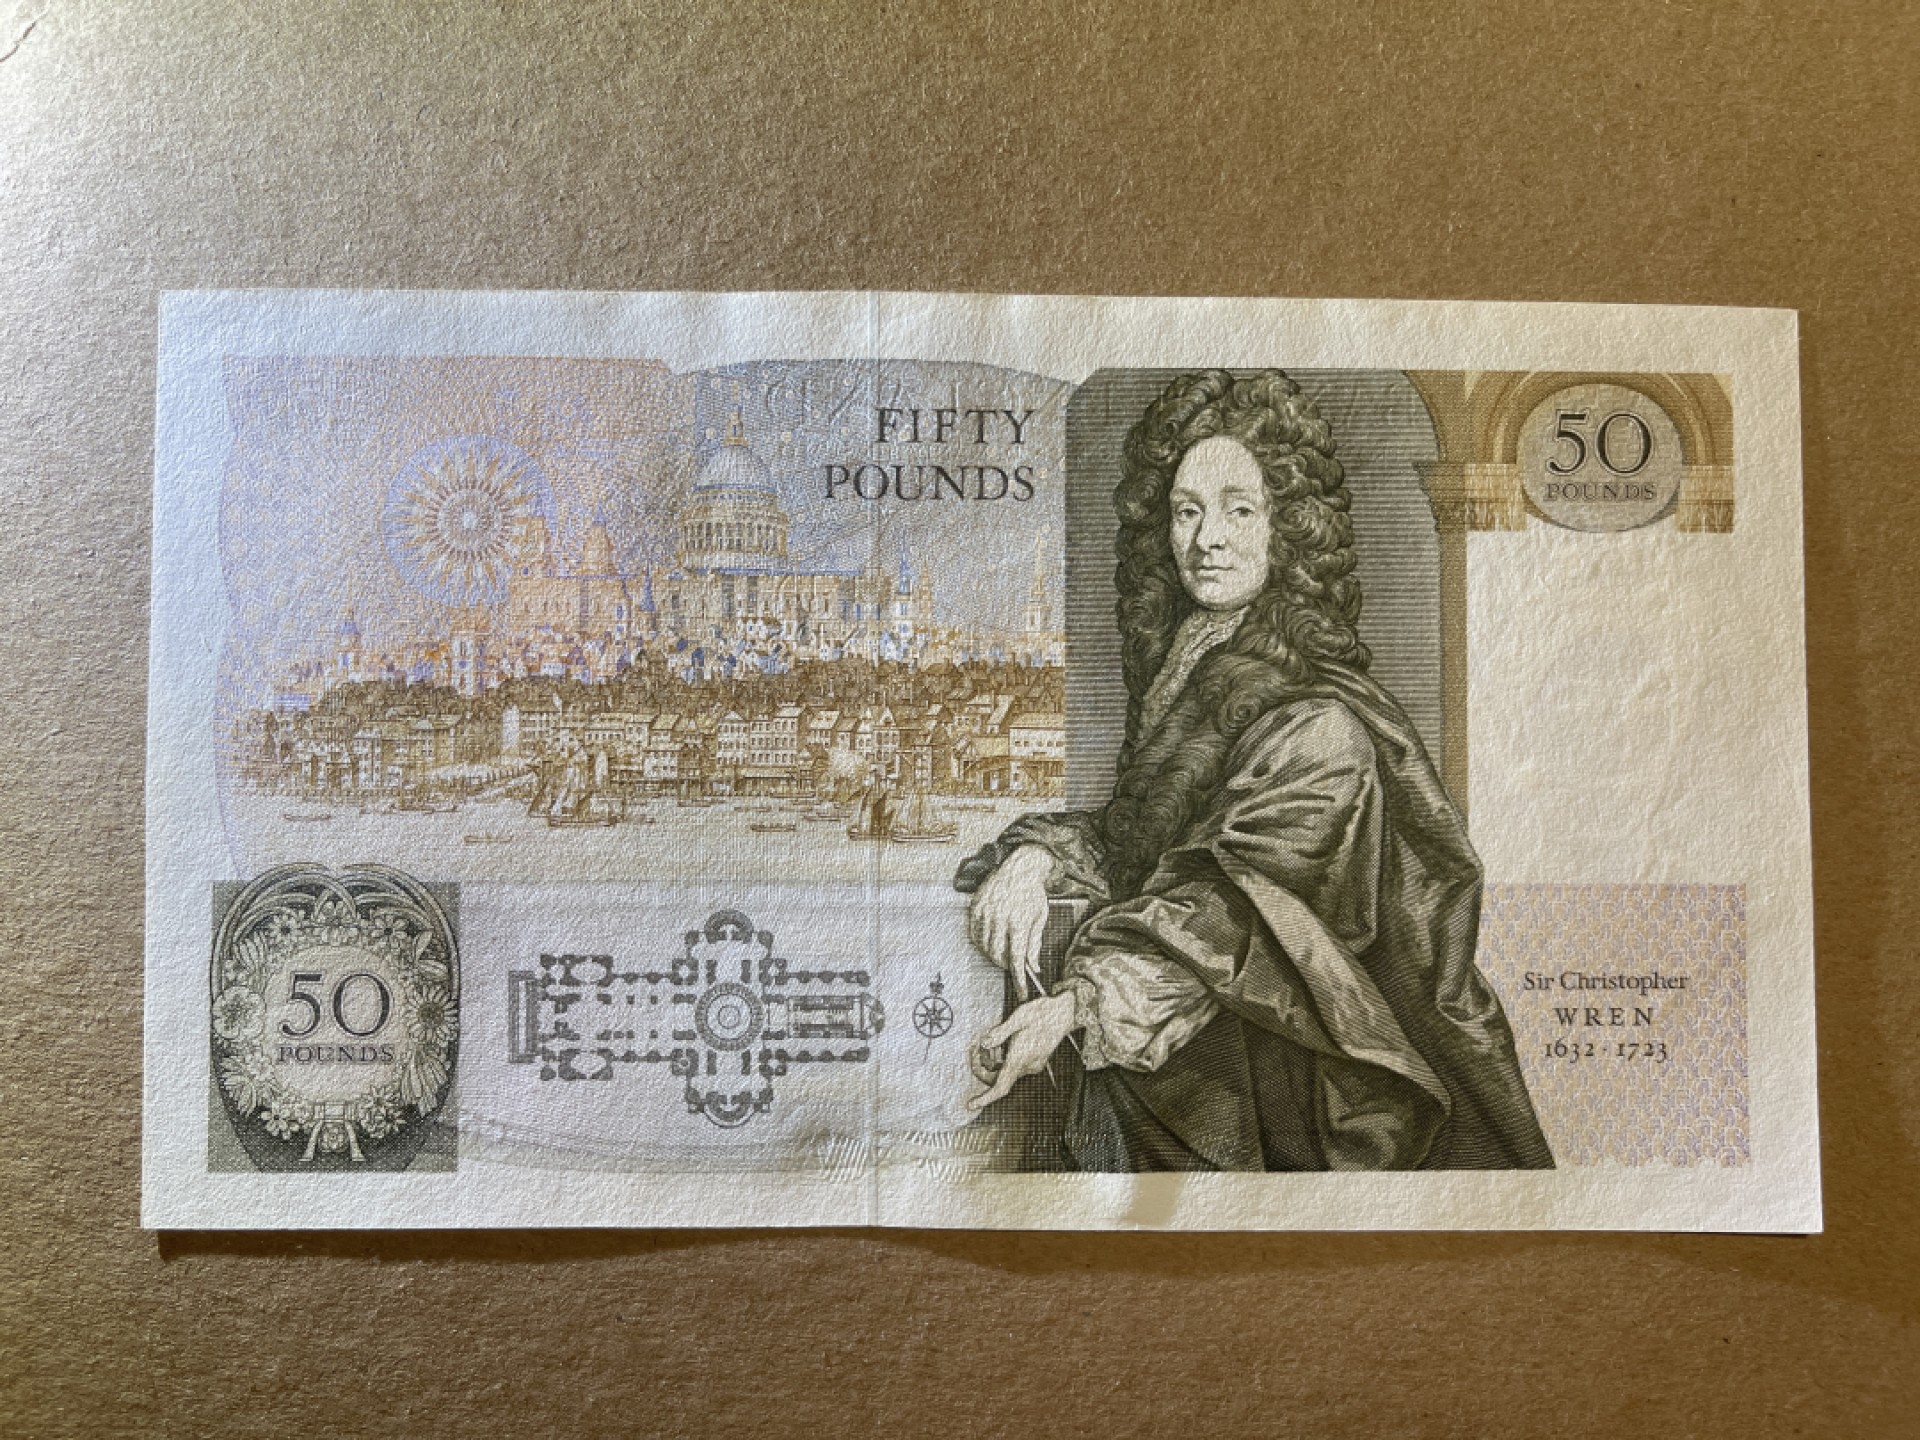 FIFTY
POUNDS
50
POUNDS
50
POUNDS
Sir Christopher
WREN
1632 · 1723